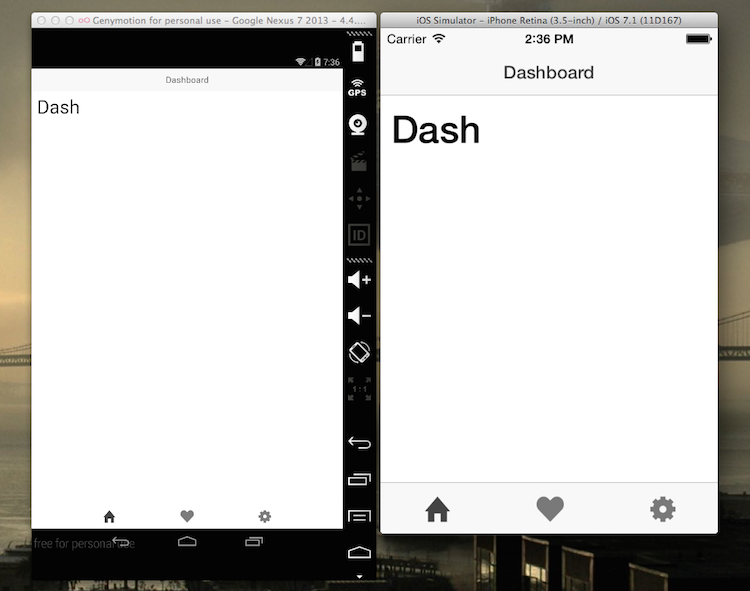 Genymotion for personal use - Google Nexus 7 2013 - 4.4....
7:36
Dashboard
Dash
GPS
ID
1:1
free for personal use
iOS Simulator - iPhone Retina (3.5-inch) / iOS 7.1 (11D167)
Carrier
2:36 PM
Dashboard
Dash